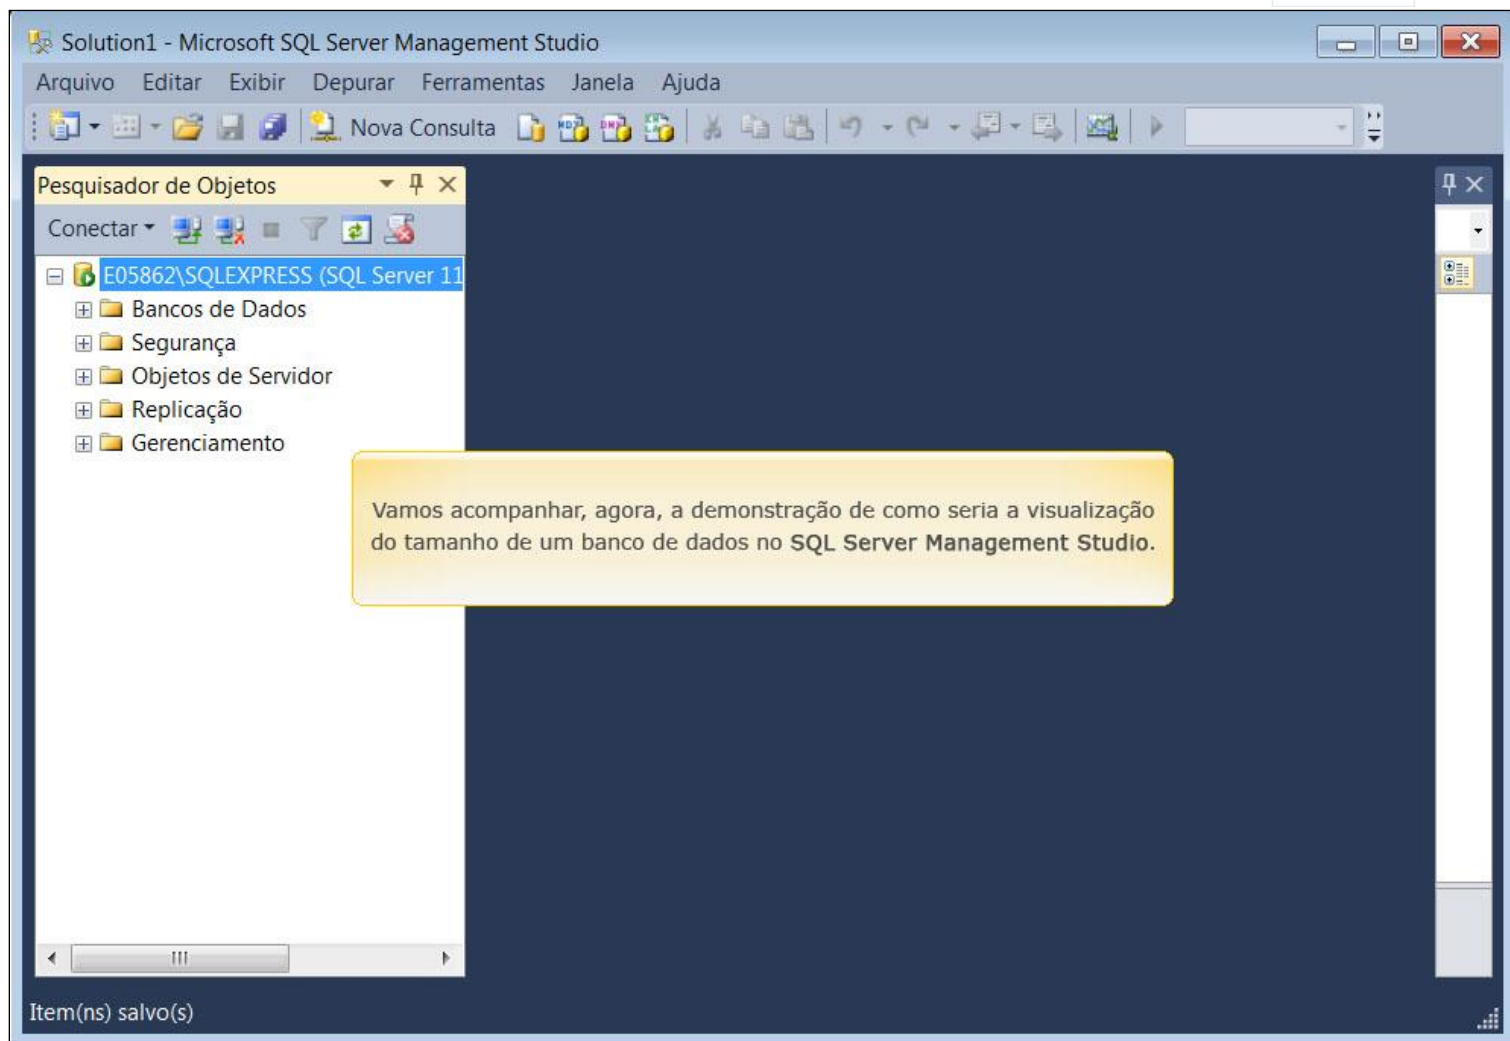 Solution1 - Microsoft SQL Server Management Studio
Arquivo Editar Exibir Depurar Ferramentas Janela Ajuda
Nova Consulta
Pesquisador de Objetos
Conectar
E05862\SQLEXPRESS (SQL Server 11
Bancos de Dados
Segurança
Objetos de Servidor
Replicação
Gerenciamento
Vamos acompanhar, agora, a demonstração de como seria a visualização
do tamanho de um banco de dados no SQL Server Management Studio.
Item(ns) salvo(s)